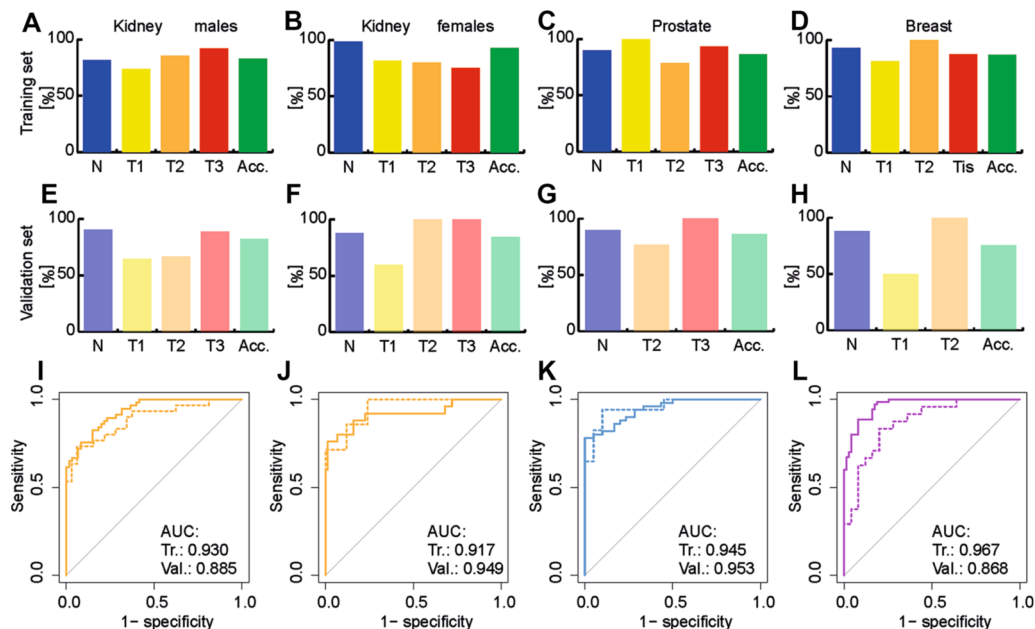 A Kidney males
B Kidney females
C Prostate
D Breast
Training set
[%]
100
50
0
N T1 T2 T3 Acc.
[%]
100
50
0
N T1 T2 T3 Acc.
[%]
100
50
0
N T1 T2 T3 Acc.
[%]
100
50
0
N T1 T2 Tis Acc.
E
F
G
H
Validation set
[%]
100
50
0
N T1 T2 T3 Acc.
[%]
100
50
0
N T1 T2 T3 Acc.
[%]
100
50
0
N T2 T3 Acc.
[%]
100
50
0
N T1 T2 Acc.
I
Sensitivity
1.0
0.5
0.0
AUC:
Tr.: 0.930
Val.: 0.885
0.0 0.5 1.0
1− specificity
J
Sensitivity
1.0
0.5
0.0
AUC:
Tr.: 0.917
Val.: 0.949
0.0 0.5 1.0
1− specificity
K
Sensitivity
1.0
0.5
0.0
AUC:
Tr.: 0.945
Val.: 0.953
0.0 0.5 1.0
1− specificity
L
Sensitivity
1.0
0.5
0.0
AUC:
Tr.: 0.967
Val.: 0.868
0.0 0.5 1.0
1− specificity